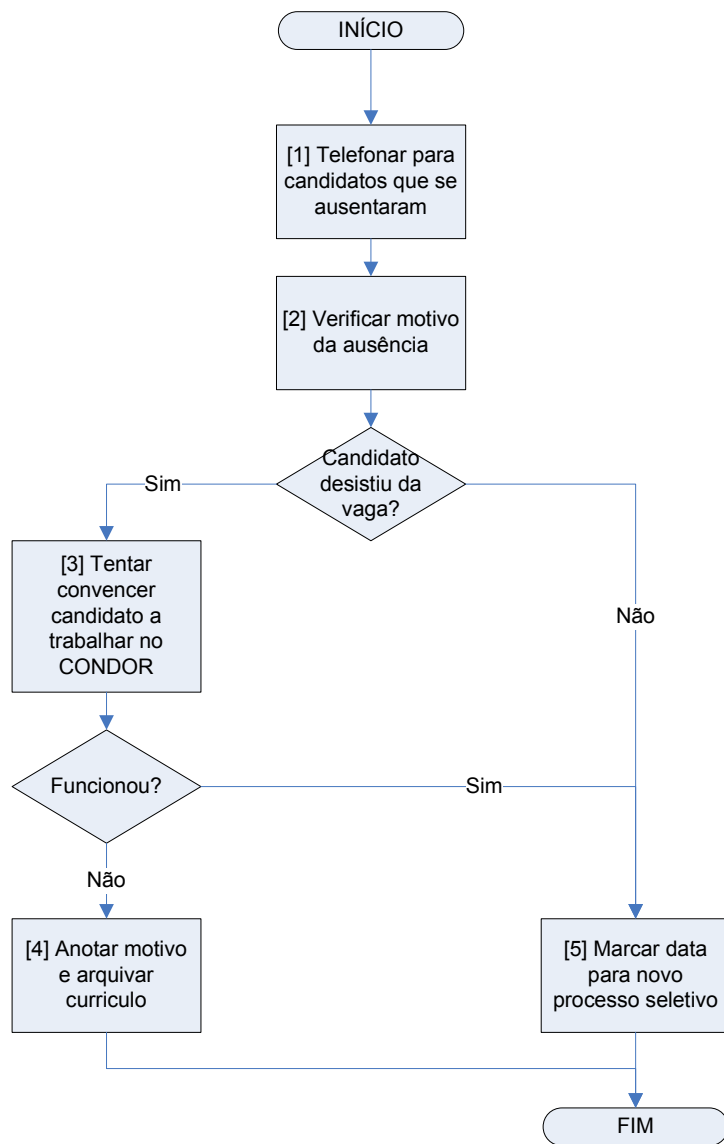 INÍCIO
[1] Telefonar para
candidatos que se
ausentaram
[2] Verificar motivo
da ausência
Candidato
desistiu da
vaga?
Sim
[3] Tentar
convencer
candidato a
trabalhar no
CONDOR
Não
Funcionou?
Sim
Não
[4] Anotar motivo
e arquivar
curriculo
[5] Marcar data
para novo
processo seletivo
FIM